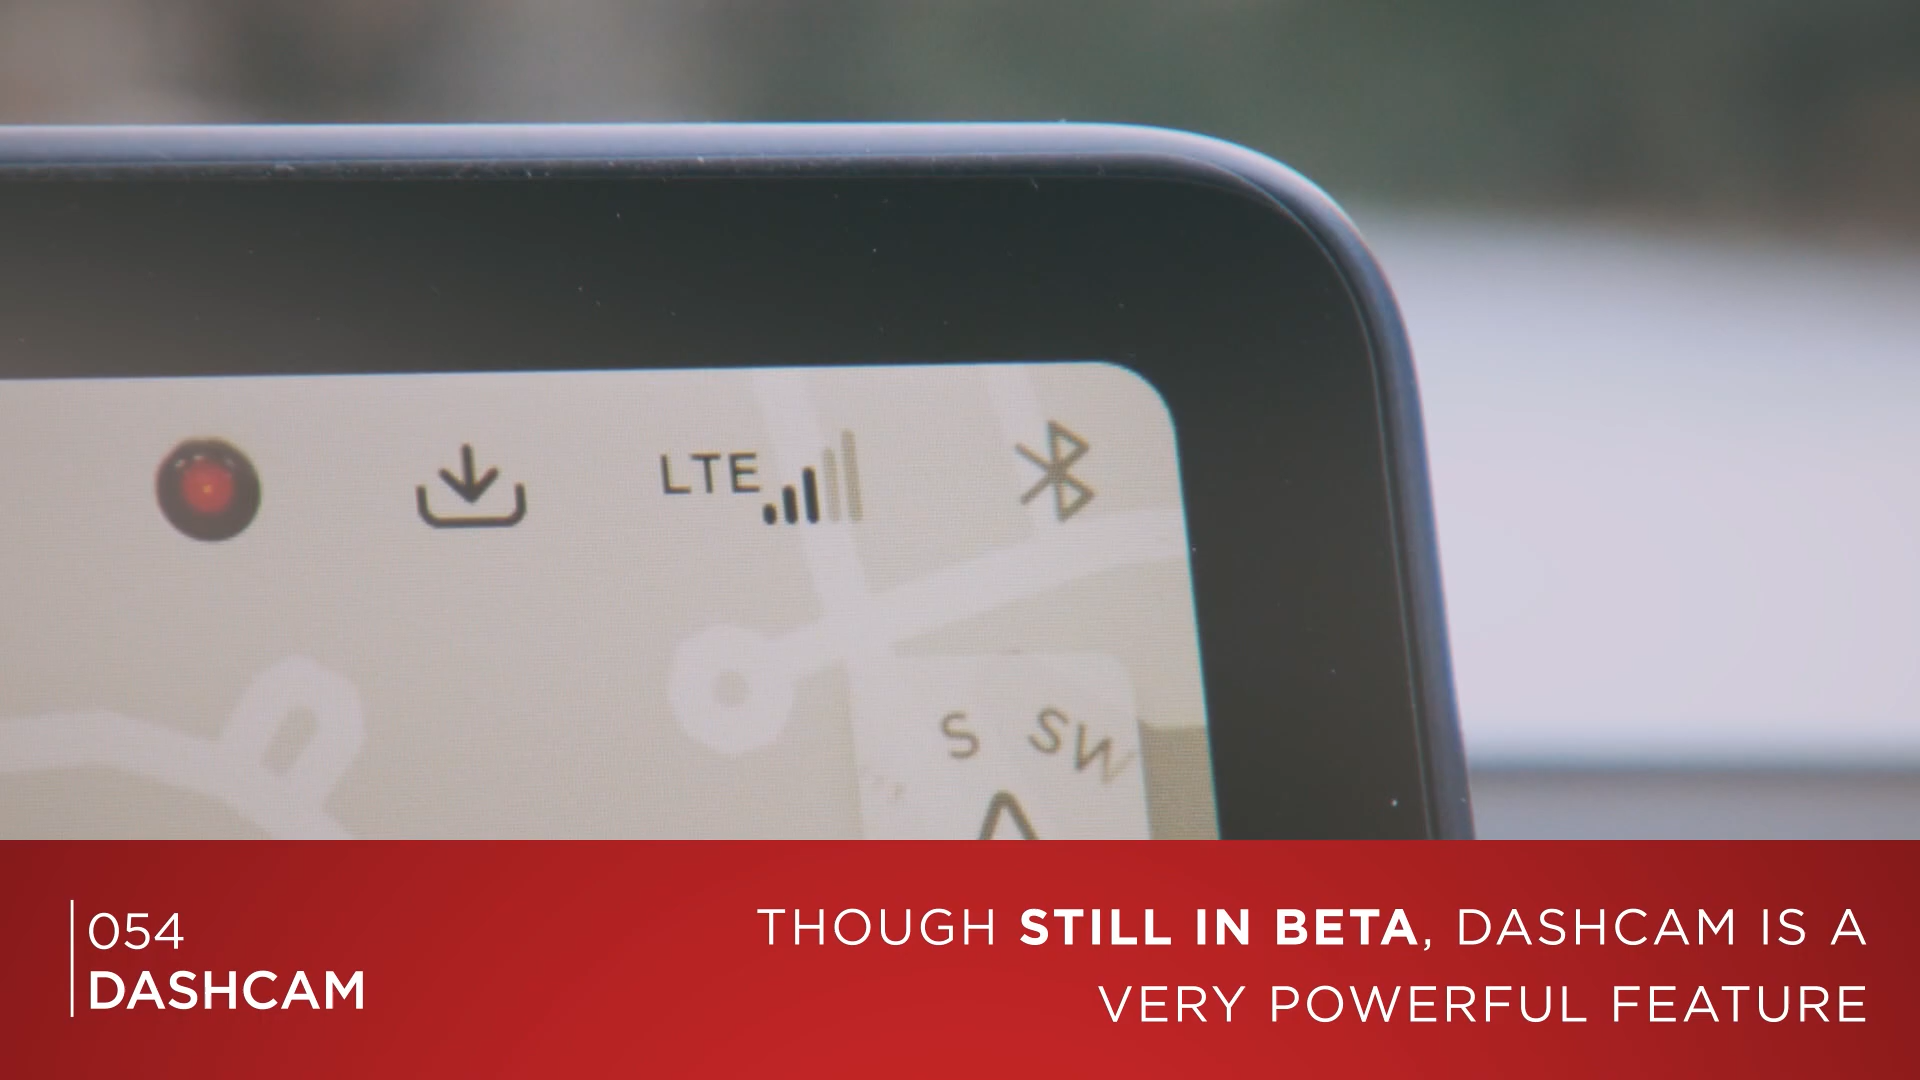 LTE
S SW
054
DASHCAM
THOUGH STILL IN BETA, DASHCAM IS A
VERY POWERFUL FEATURE